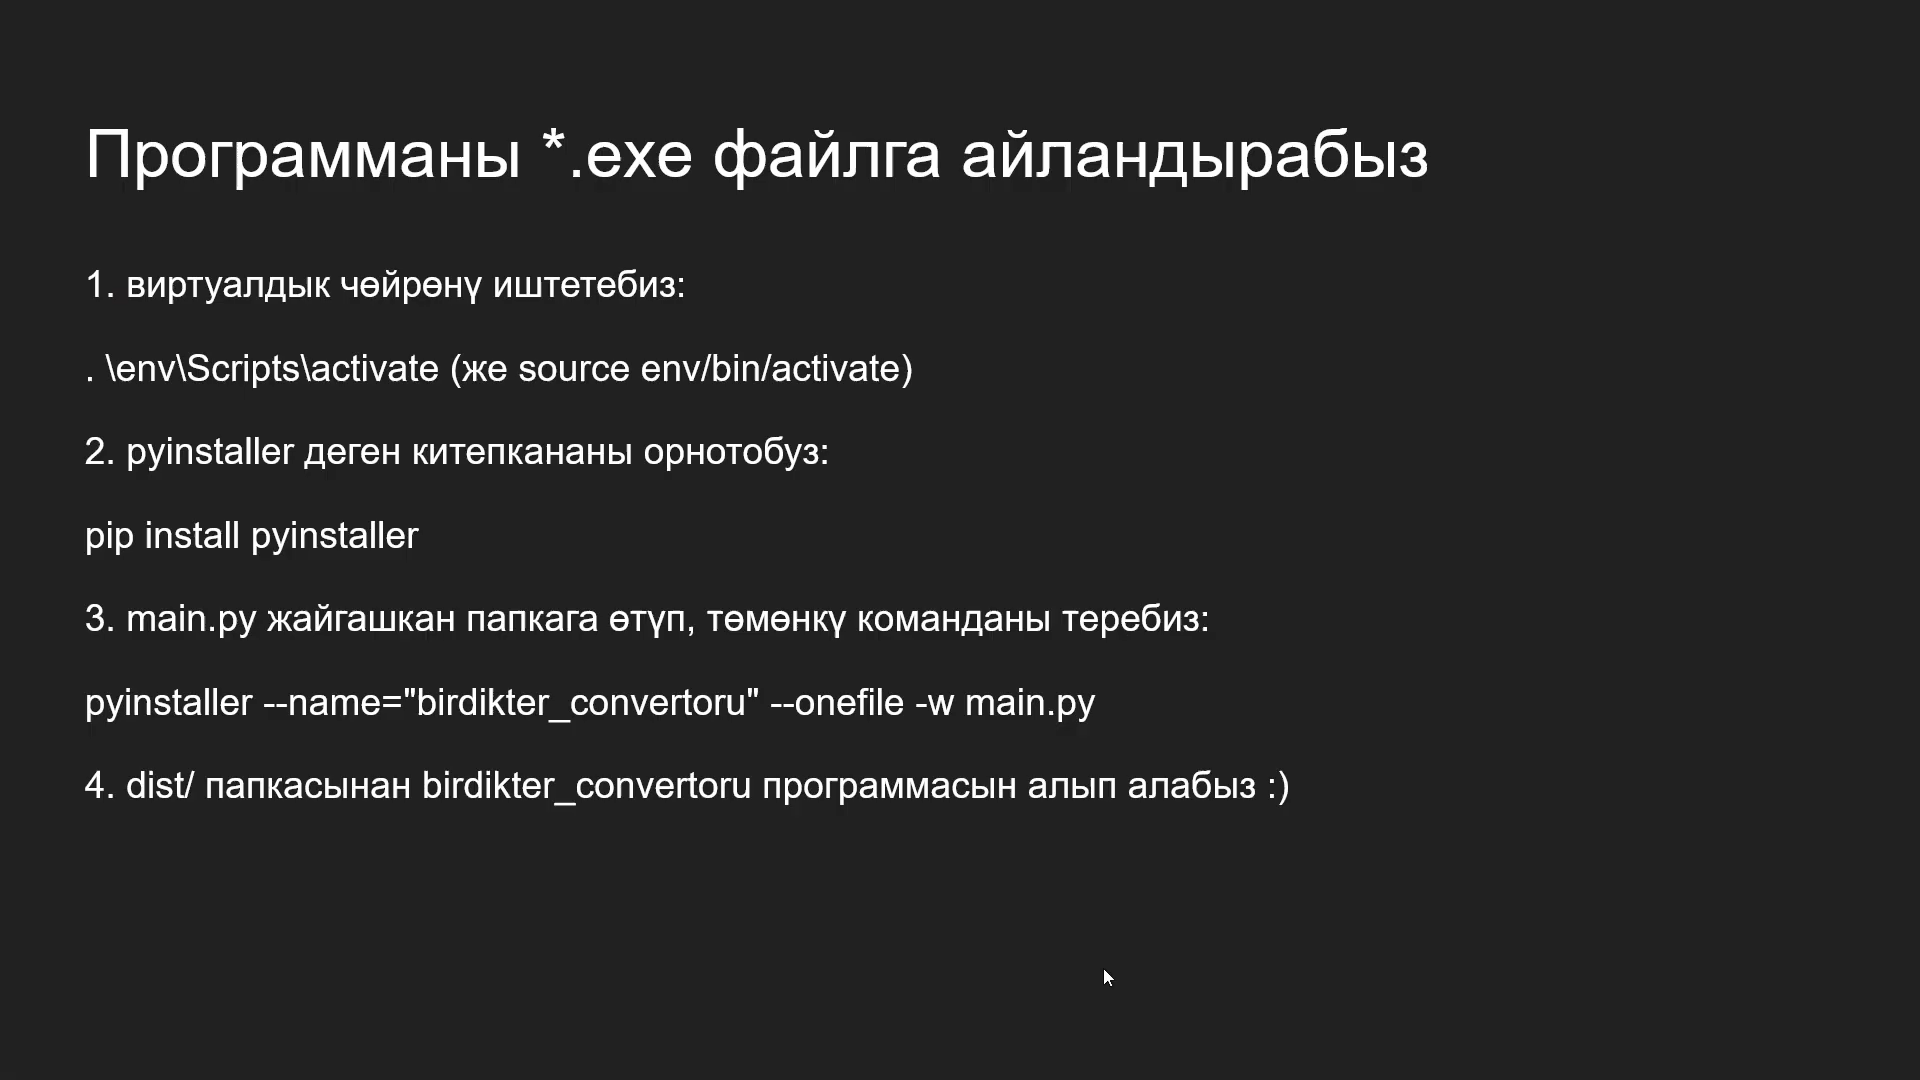 Программаны *.exe файлга айландырабыз
1. виртуалдык чөйрөнү иштетебиз:
. \env\Scripts\activate (же source env/bin/activate)
2. pyinstaller деген китепкананы орнотобуз:
pip install pyinstaller
3. main.py жайгашкан папкага өтүп, төмөнкү команданы теребиз:
pyinstaller --name="birdikter_convertoru" --onefile -w main.py
4. dist/ папкасынан birdikter_convertoru программасын алып алабыз :)